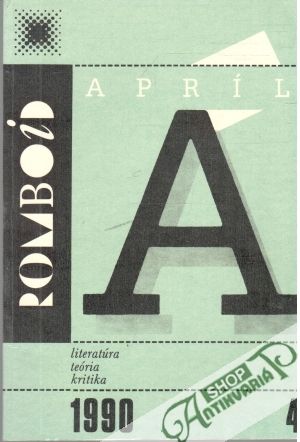 APRÍL
ROMBOiD
Á
literatúra
teória
kritika
1990
4
SHOP
Antikvariát